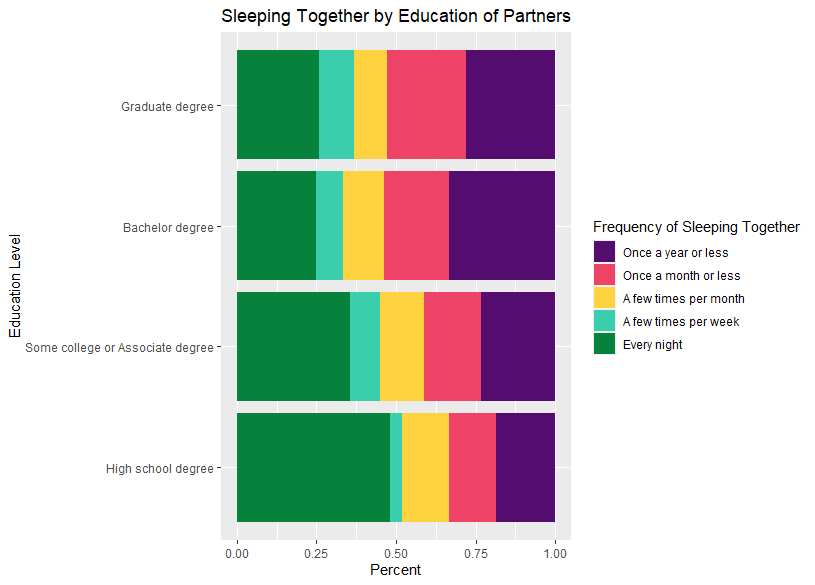 Sleeping Together by Education of Partners
Education Level
Graduate degree
Bachelor degree
Some college or Associate degree
High school degree
0.00 0.25 0.50 0.75 1.00
Percent
Frequency of Sleeping Together
Once a year or less
Once a month or less
A few times per month
A few times per week
Every night